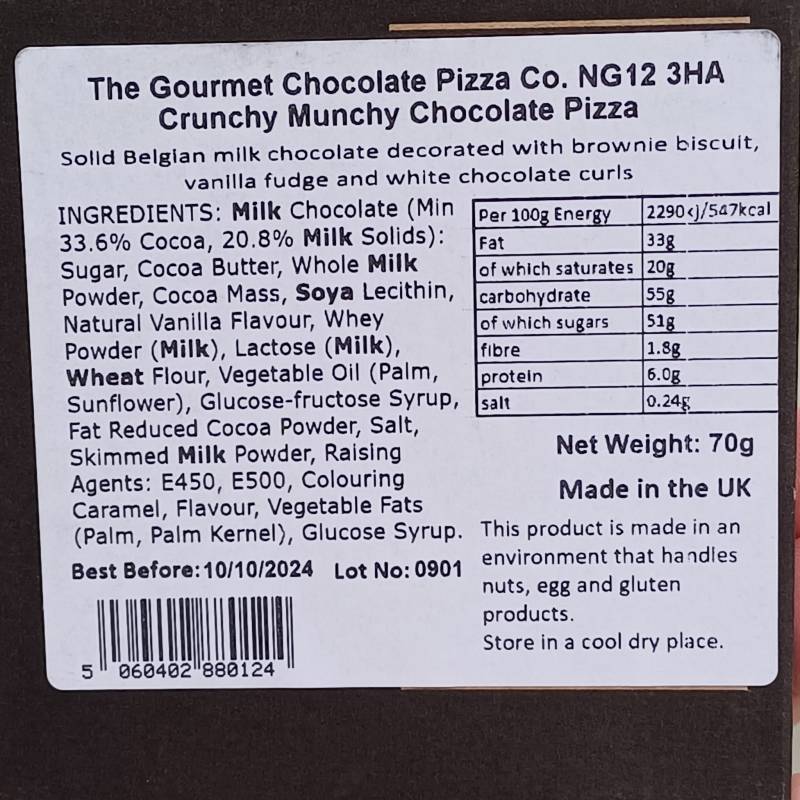 The Gourmet Chocolate Pizza Co. NG12 3HA
Crunchy Munchy Chocolate Pizza
Solid Belgian milk chocolate decorated with brownie biscuit,
vanilla fudge and white chocolate curls
INGREDIENTS: Milk Chocolate (Min
33.6% Cocoa, 20.8% Milk Solids):
Sugar, Cocoa Butter, Whole Milk
Powder, Cocoa Mass, Soya Lecithin,
Natural Vanilla Flavour, Whey
Powder (Milk), Lactose (Milk),
Wheat Flour, Vegetable Oil (Palm,
Sunflower), Glucose-fructose Syrup,
Fat Reduced Cocoa Powder, Salt,
Skimmed Milk Powder, Raising
Agents: E450, E500, Colouring
Caramel, Flavour, Vegetable Fats
(Palm, Palm Kernel), Glucose Syrup.
Best Before: 10/10/2024 Lot No: 0901
5 060402 880124
Per 100g Energy 2290kJ/547kcal
Fat 33g
of which saturates 20g
carbohydrate 55g
of which sugars 51g
fibre 1.8g
protein 6.0g
salt 0.24g
Net Weight: 70g
Made in the UK
This product is made in an
environment that handles
nuts, egg and gluten
products.
Store in a cool dry place.